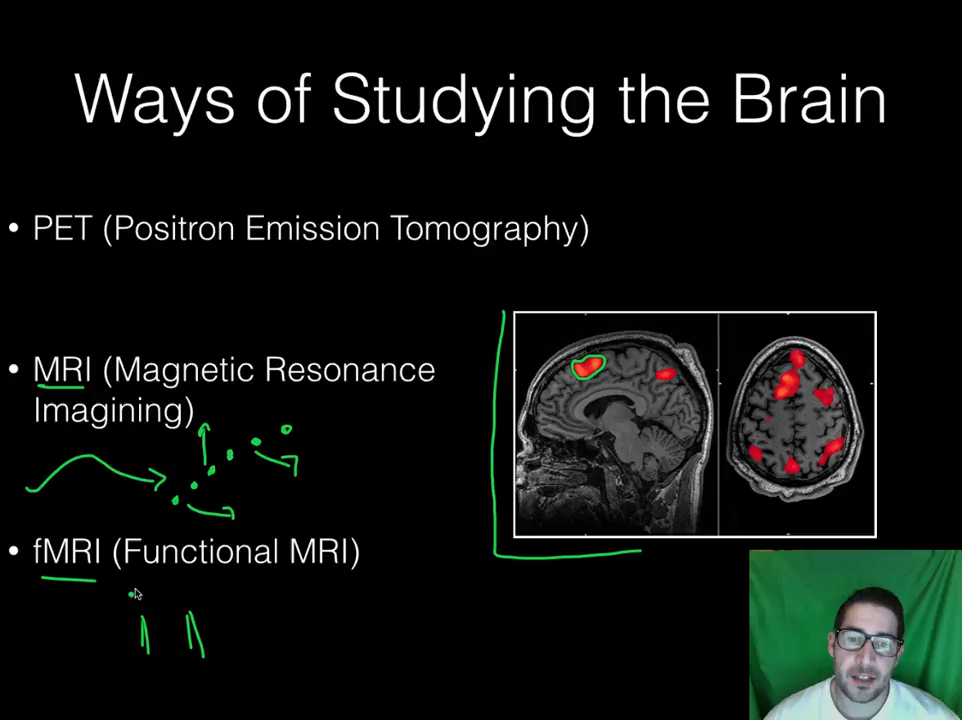 Ways of Studying the Brain
• PET (Positron Emission Tomography)
• MRI (Magnetic Resonance
Imagining)
• fMRI (Functional MRI)